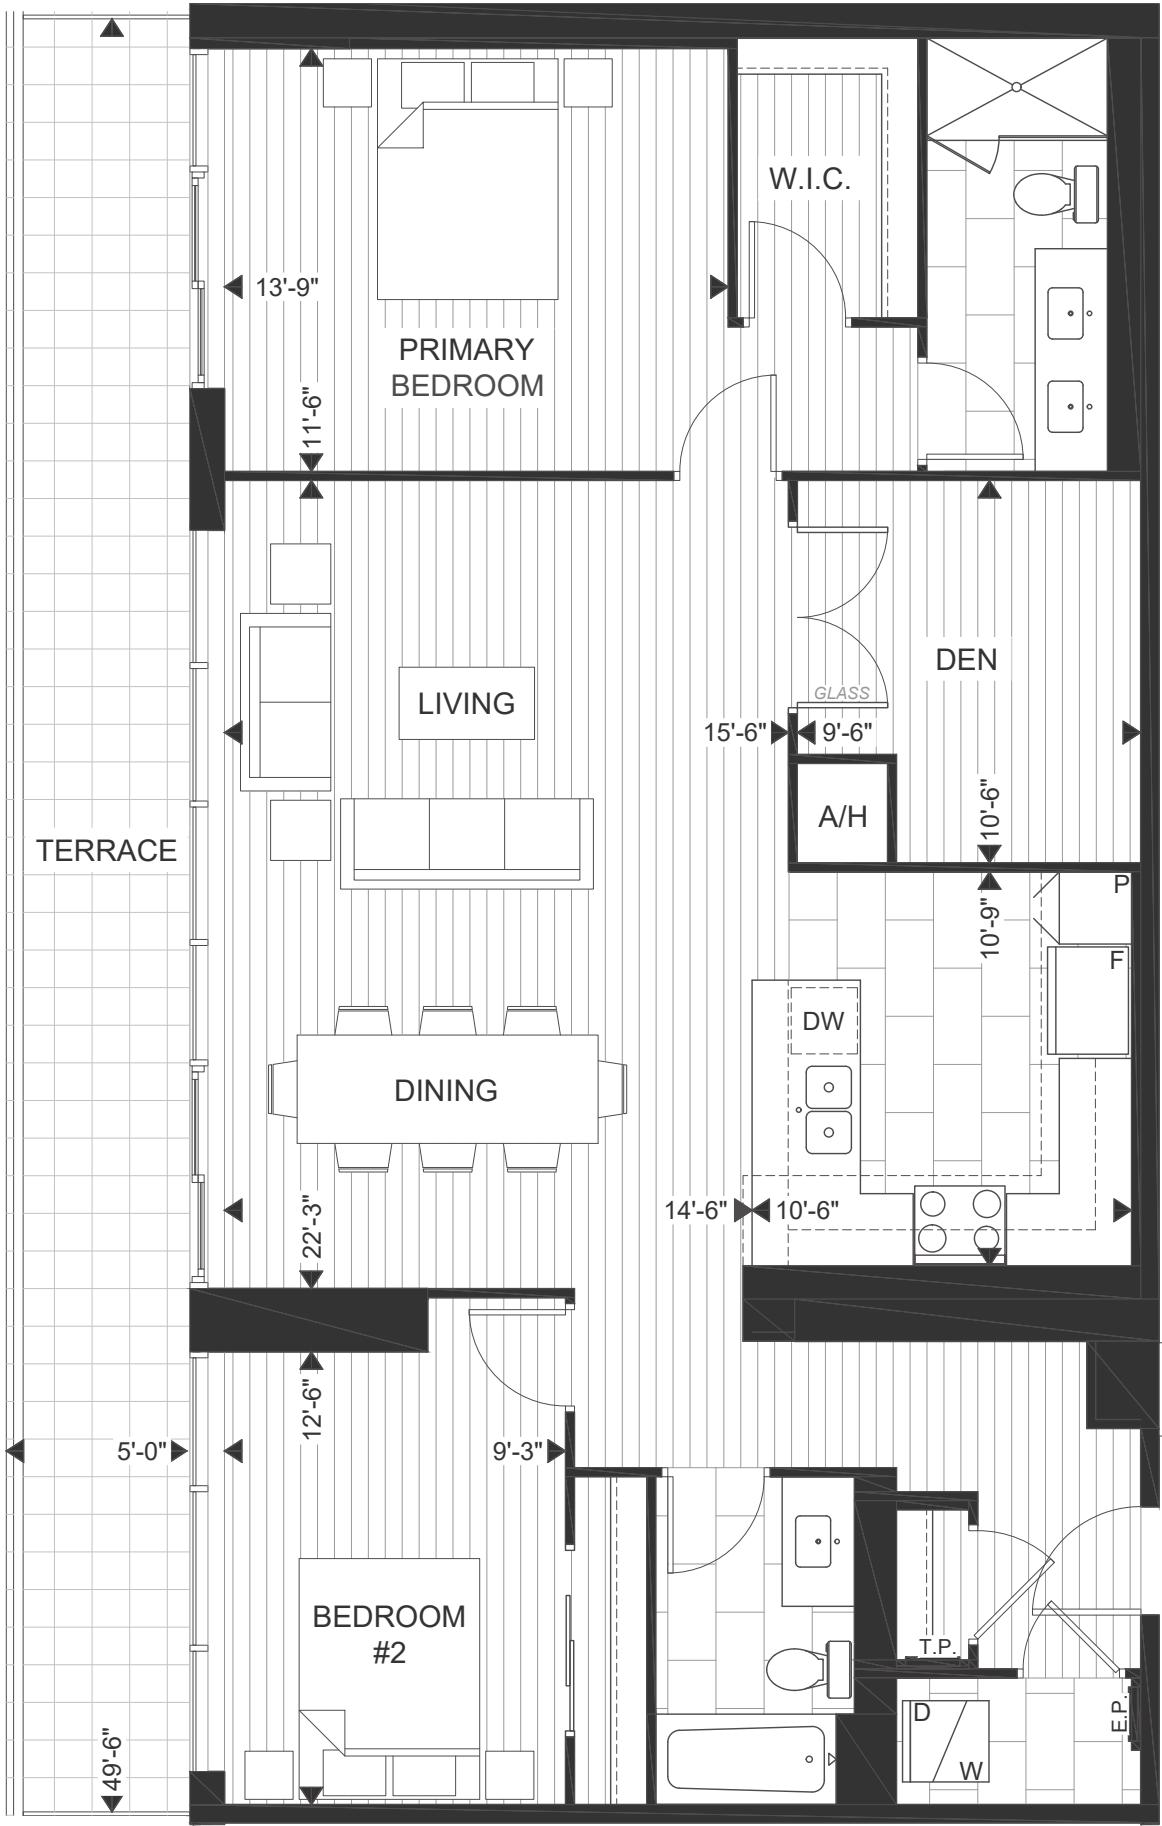 W.I.C.
13'-9"
PRIMARY
BEDROOM
11'-6"
DEN
GLASS
LIVING
15'-6"
9'-6"
10'-6"
A/H
TERRACE
P
10'-9"
F
DW
DINING
14'-6"
10'-6"
22'-3"
12'-6"
5'-0"
9'-3"
BEDROOM
#2
T.P.
E.P.
D
W
49'-6"